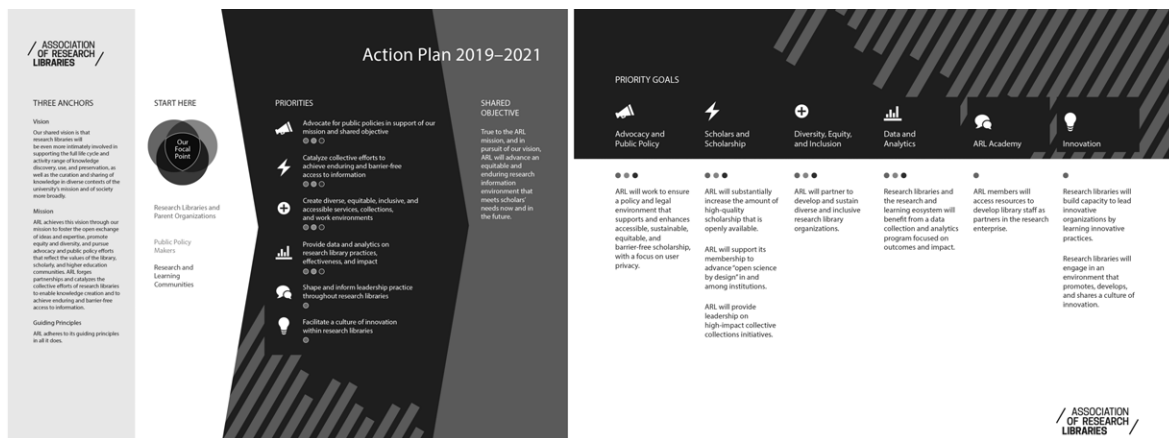 ASSOCIATION
OF RESEARCH
LIBRARIES
Action Plan 2019–2021
THREE ANCHORS
Vision
Our shared vision is that
research libraries will
be even more intimately involved in
supporting the full life cycle and
activity range of knowledge
discovery, use, and preservation, as
well as the curation and sharing of
knowledge in diverse contexts of the
university's mission and of society
more broadly.
Mission
ARL achieves this vision through our
mission to foster the open exchange
of ideas and expertise, promote
equity and diversity, and pursue
advocacy and public policy efforts
that reflect the values of the library,
scholarly, and higher education
communities. ARL forges
partnerships and catalyzes the
collective efforts of research libraries
to enable knowledge creation and to
achieve enduring and barrier-free
access to information.
Guiding Principles
ARL adheres to its guiding principles
in all it does.
START HERE
Our
Focal
Point
Research Libraries and
Parent Organizations
Public Policy
Makers
Research and
Learning
Communities
PRIORITIES
Advocate for public policies in support of our
mission and shared objective
Catalyze collective efforts to
achieve enduring and barrier-free
access to information
Create diverse, equitable, inclusive, and
accessible services, collections,
and work environments
Provide data and analytics on
research library practices,
effectiveness, and impact
Shape and inform leadership practice
throughout research libraries
Facilitate a culture of innovation
within research libraries
SHARED
OBJECTIVE
True to the ARL
mission, and in
pursuit of our vision,
ARL will advance an
equitable and
enduring research
information
environment that
meets scholars'
needs now and in
the future.
PRIORITY GOALS
Advocacy and
Public Policy
ARL will work to ensure
a policy and legal
environment that
supports and enhances
accessible, sustainable,
equitable, and
barrier-free scholarship,
with a focus on user
privacy.
Scholars and
Scholarship
ARL will substantially
increase the amount of
high-quality
scholarship that is
openly available.
ARL will support its
membership to
advance "open science
by design" in and
among institutions.
ARL will provide
leadership on
high-impact collective
collections initiatives.
Diversity, Equity,
and Inclusion
ARL will partner to
develop and sustain
diverse and inclusive
research library
organizations.
Data and
Analytics
Research libraries and
the research and
learning eosystem will
benefit from a data
collection and analytics
program focused on
outcomes and impact.
ARL Academy
ARL members will
access resources to
develop library staff as
partners in the research
enterprise.
Innovation
Research libraries will
build capacity to lead
innovative
organizations by
learning innovative
practices.
Research libraries will
engage in an
environment that
promotes, develops,
and shares a culture of
innovation.
ASSOCIATION
OF RESEARCH
LIBRARIES